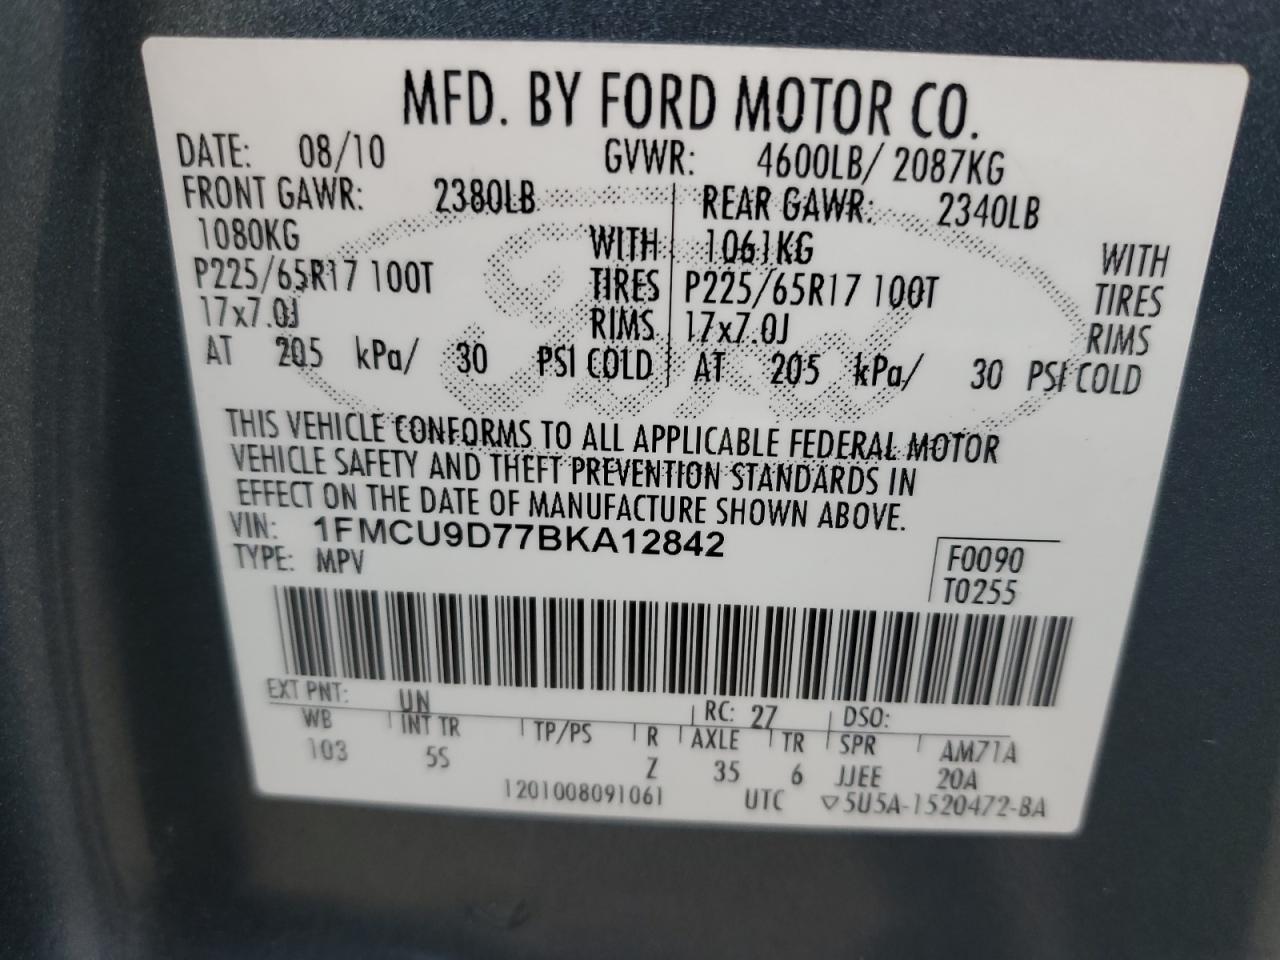 MFD. BY FORD MOTOR CO.
DATE: 08/10 GVWR: 4600LB/ 2087KG
FRONT GAWR: 2380LB REAR GAWR: 2340LB
1080KG WITH 1061KG WITH
P225/65R17 100T TIRES P225/65R17 100T TIRES
17x7.0J RIMS 17x7.0J RIMS
AT 205 kPa/ 30 PSI COLD AT 205 kPa/ 30 PSI COLD
THIS VEHICLE CONFORMS TO ALL APPLICABLE FEDERAL MOTOR
VEHICLE SAFETY AND THEFT PREVENTION STANDARDS IN
EFFECT ON THE DATE OF MANUFACTURE SHOWN ABOVE.
VIN: 1FMCU9D77BKA12842
TYPE: MPV
F0090
T0255
EXT PNT: UN RC: 27 DSO:
WB INT TR TP/PS R AXLE TR SPR AM71A
103 5S Z 35 6 JJEE 20A
1201008091061 UTC ▽5U5A-1520472-BA
Ford